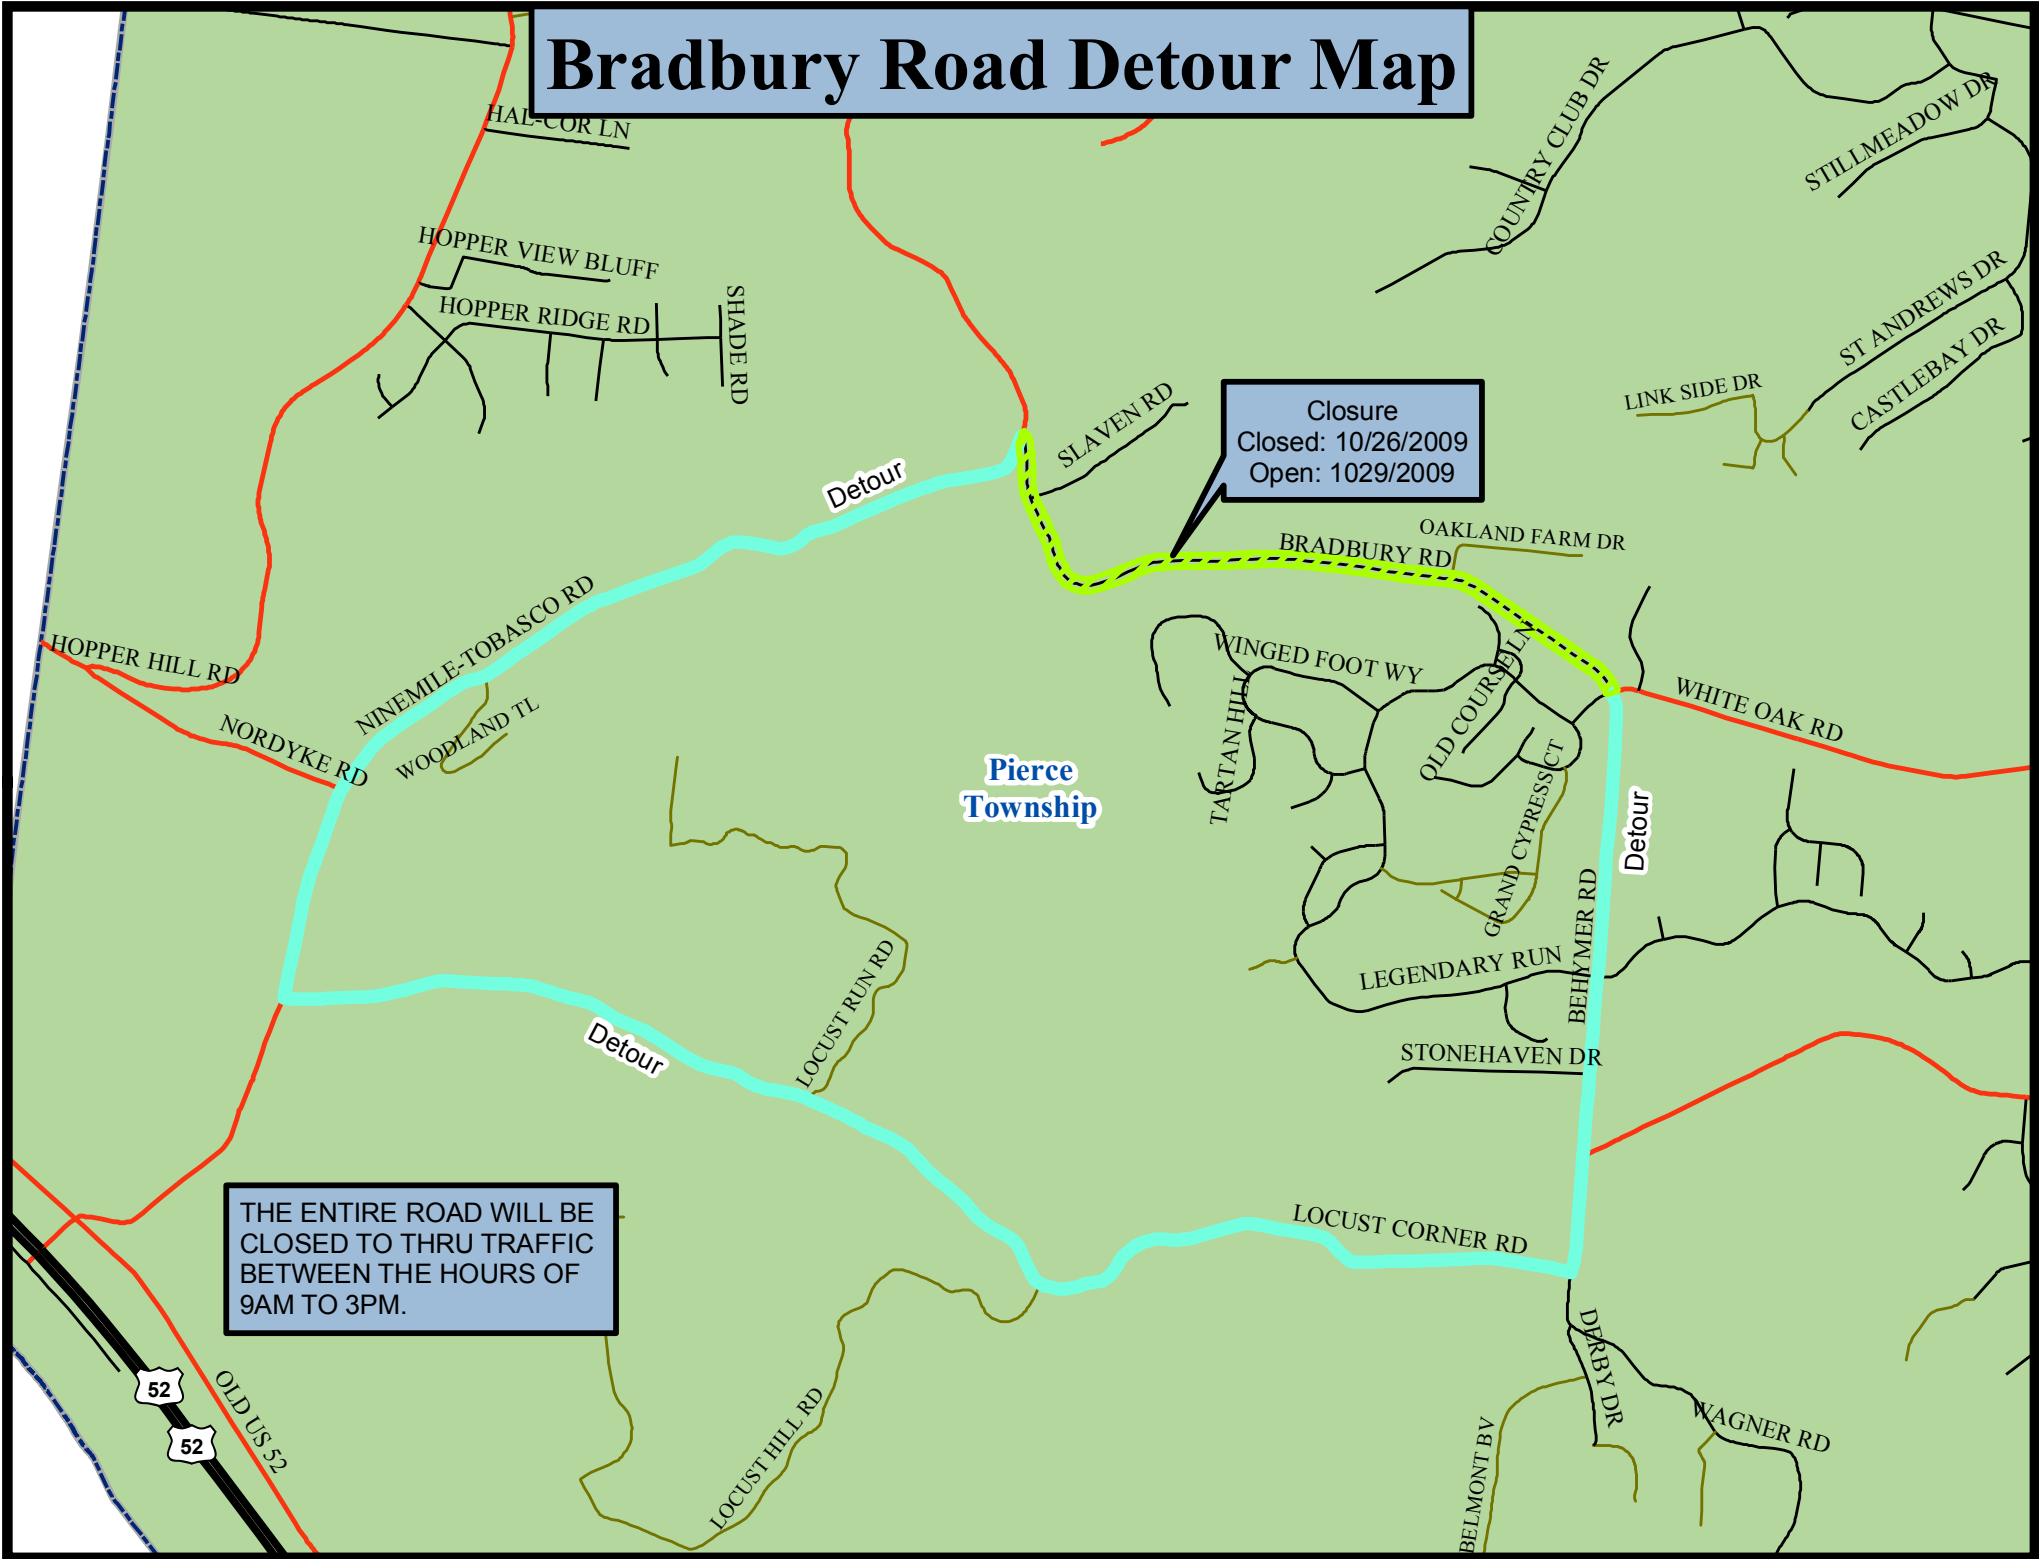 Bradbury Road Detour Map
HAL-COR LN
COUNTRY CLUB DR
STILLMEADOW DR
HOPPER VIEW BLUFF
HOPPER RIDGE RD
SHADE RD
ST ANDREWS DR
CASTLEBAY DR
LINK SIDE DR
SLAVEN RD
Closure
Closed: 10/26/2009
Open: 1029/2009
Detour
BRADBURY RD
OAKLAND FARM DR
NINEMILE-TOBASCO RD
HOPPER HILL RD
NORDYKE RD
WOODLAND TL
WINGED FOOT WY
TARTAN HILL
OLD COURSE LN
GRAND CYPRESS CT
WHITE OAK RD
Pierce
Township
Detour
BEHYMER RD
LEGENDARY RUN
STONEHAVEN DR
LOCUST RUN RD
Detour
LOCUST CORNER RD
THE ENTIRE ROAD WILL BE
CLOSED TO THRU TRAFFIC
BETWEEN THE HOURS OF
9AM TO 3PM.
52
52
OLD US 52
LOCUST HILL RD
DERBY DR
WAGNER RD
BELMONT BV